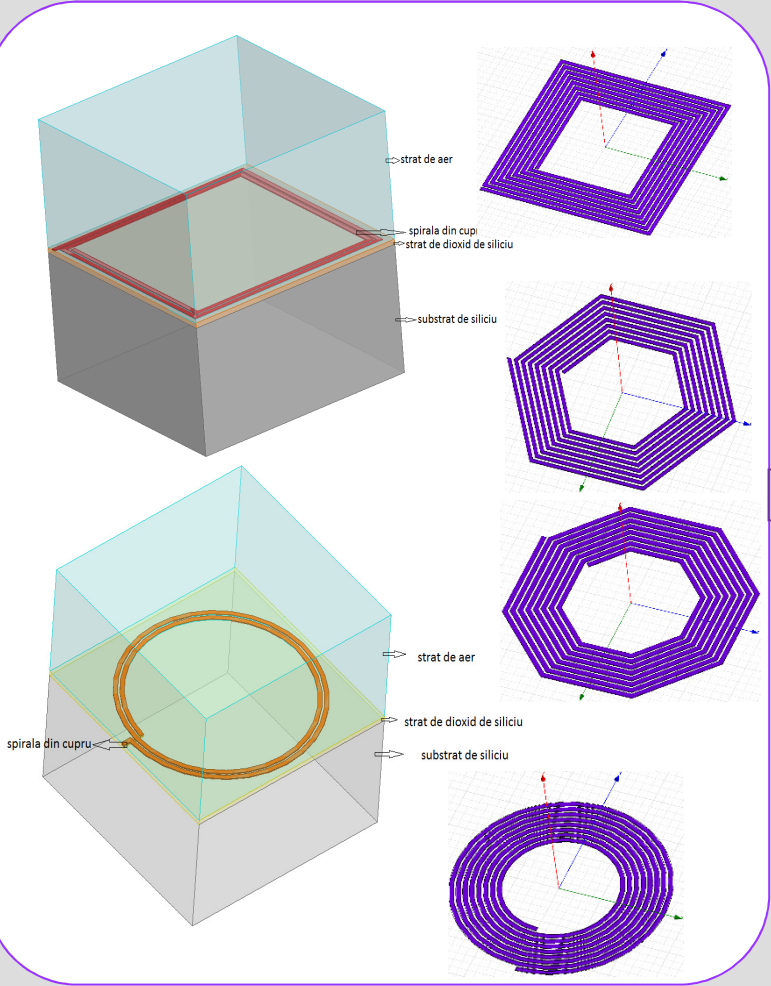 strat de aer
spirala din cupr
strat de dioxid de siliciu
substrat de siliciu
strat de aer
strat de dioxid de siliciu
spirala din cupru
substrat de siliciu